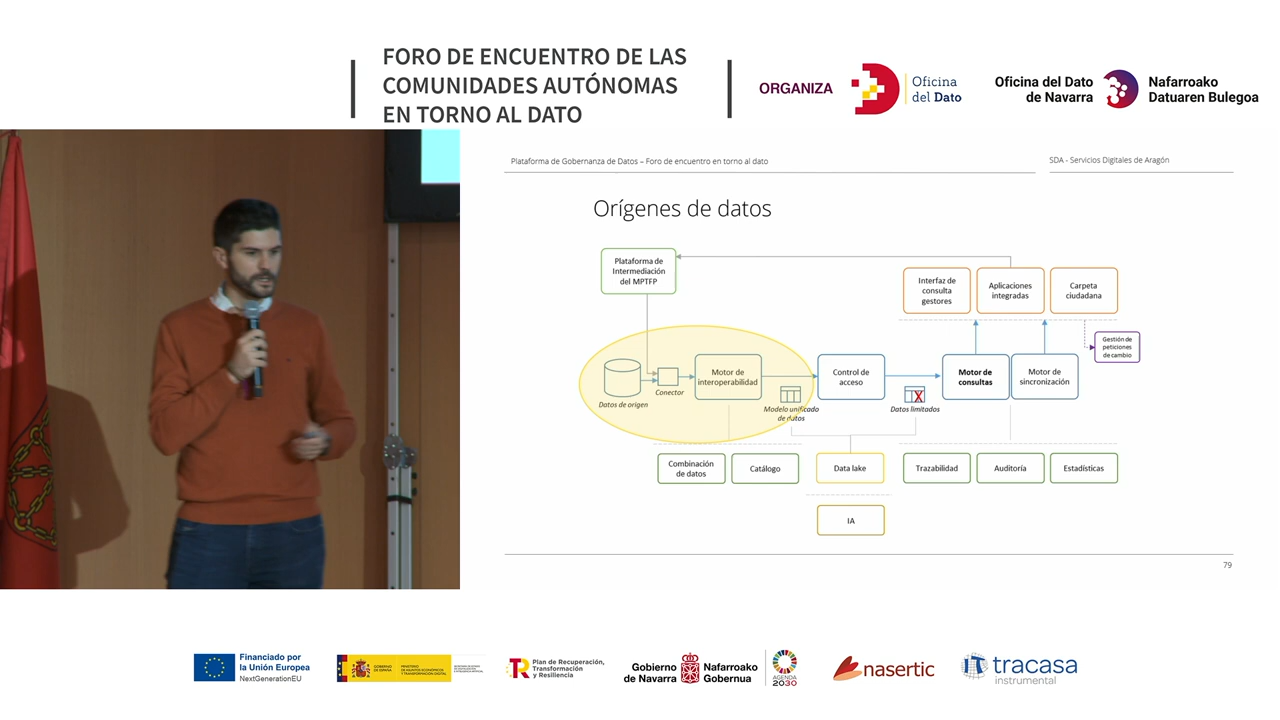 FORO DE ENCUENTRO DE LAS
COMUNIDADES AUTÓNOMAS
EN TORNO AL DATO
ORGANIZA
Oficina
del Dato
Oficina del Dato
de Navarra
Nafarroako
Datuaren Bulegoa
Plataforma de Gobernanza de Datos – Foro de encuentro en torno al dato
SDA - Servicios Digitales de Aragón
Orígenes de datos
Plataforma de
Intermediación
del MPTFP
Interfaz de
consulta
gestores
Aplicaciones
integradas
Carpeta
ciudadana
Gestión de
peticiones
de cambio
Datos de origen
Conector
Motor de
interoperabilidad
Modelo unificado
de datos
Control de
acceso
Datos limitados
Motor de
consultas
Motor de
sincronización
Combinación
de datos
Catálogo
Data lake
Trazabilidad
Auditoría
Estadísticas
IA
79
Financiado por
la Unión Europea
NextGenerationEU
GOBIERNO
DE ESPAÑA
MINISTERIO
DE ASUNTOS ECONÓMICOS
Y TRANSFORMACIÓN DIGITAL
Plan de Recuperación,
Transformación
y Resiliencia
Gobierno
de Navarra
Nafarroako
Gobernua
AGENDA
2030
nasertic
tracasa
instrumental